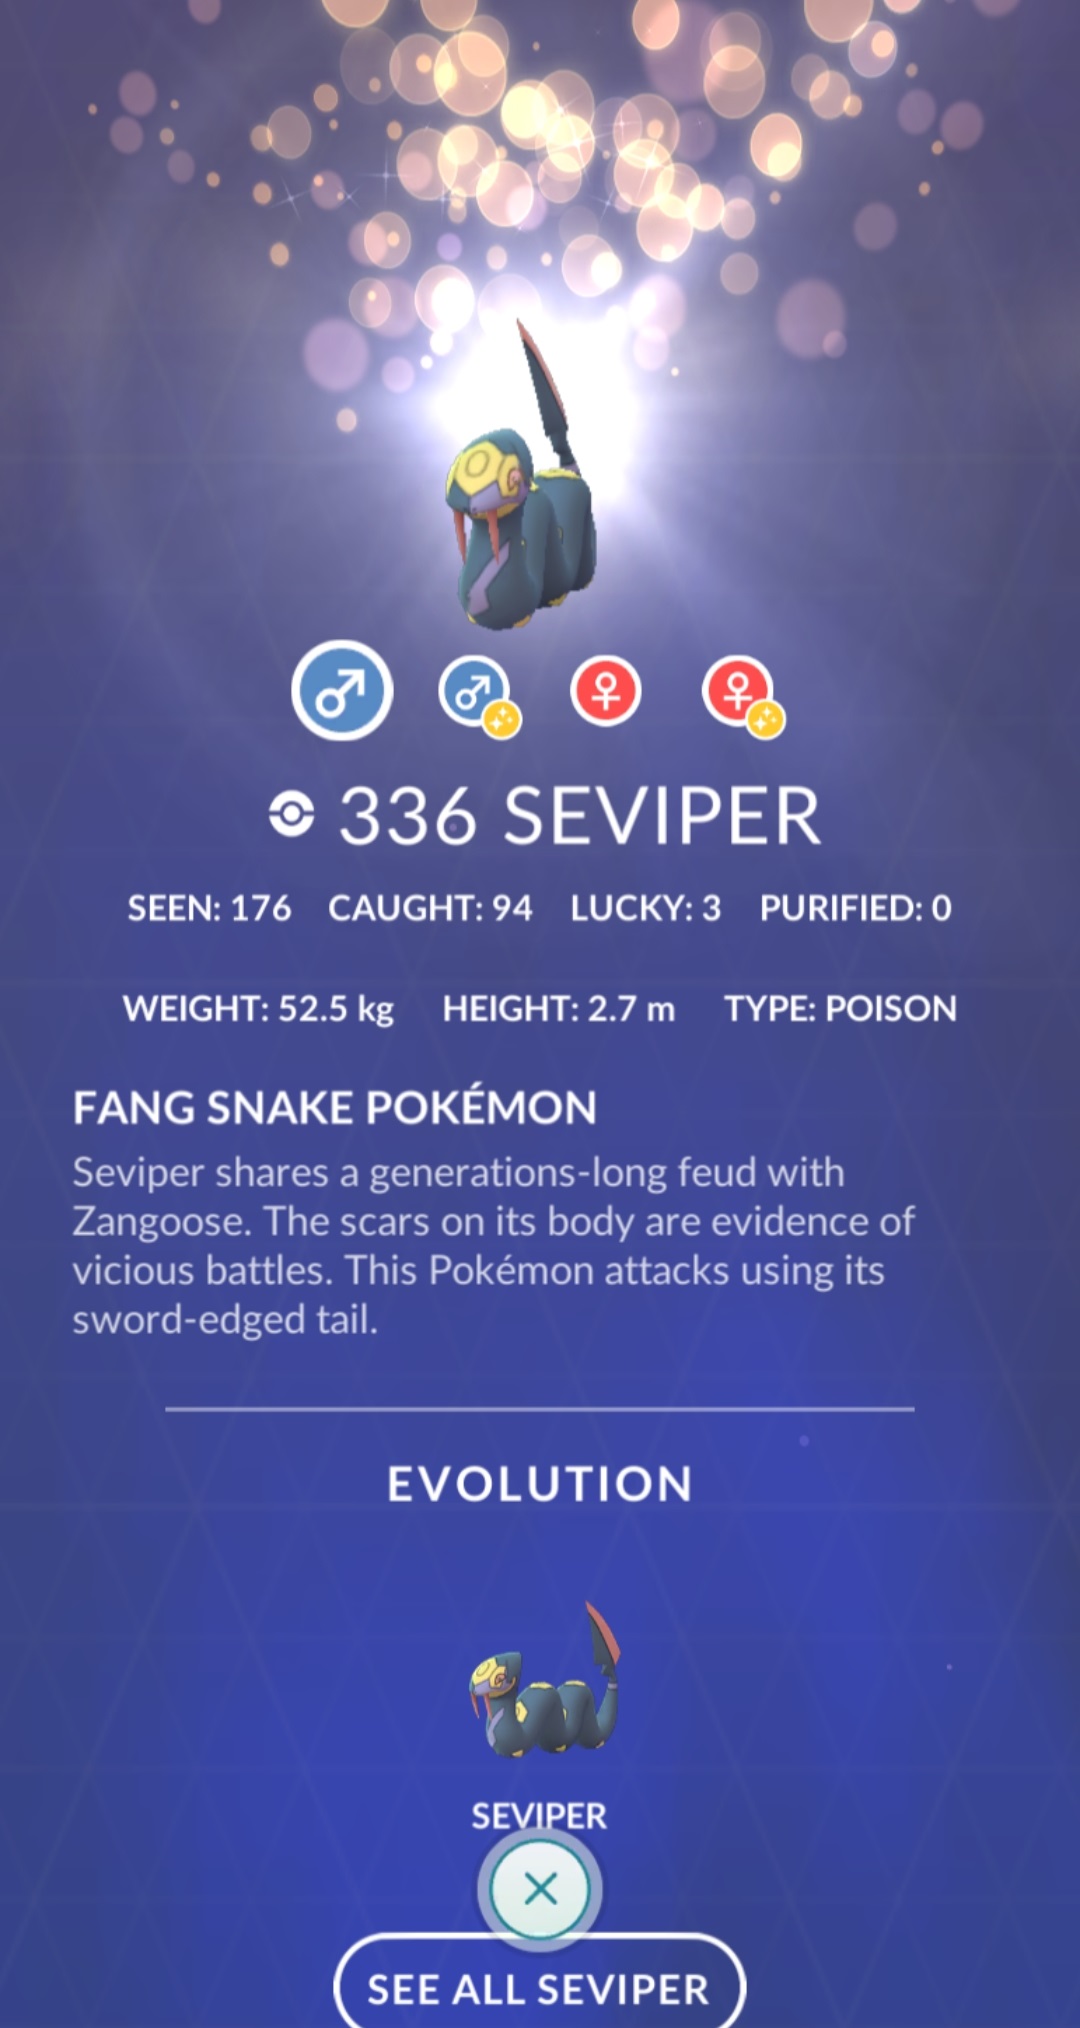 336 SEVIPER
SEEN: 176 CAUGHT: 94 LUCKY: 3 PURIFIED: 0
WEIGHT: 52.5 kg HEIGHT: 2.7 m TYPE: POISON
FANG SNAKE POKÉMON
Seviper shares a generations-long feud with
Zangoose. The scars on its body are evidence of
vicious battles. This Pokémon attacks using its
sword-edged tail.
EVOLUTION
SEVIPER
SEE ALL SEVIPER